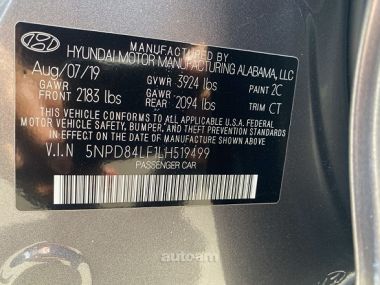 MANUFACTURED BY
HYUNDAI MOTOR MANUFACTURING ALABAMA, LLC
Aug/07/19 GVWR 3924 lbs PAINT 2C
GAWR FRONT 2183 lbs GAWR REAR 2094 lbs TRIM CT
THIS VEHICLE CONFORMS TO ALL APPLICABLE U.S. FEDERAL
MOTOR VEHICLE SAFETY, BUMPER, AND THEFT PREVENTION
STANDARDS IN EFFECT ON THE DATE OF MANUFACTURE SHOWN ABOVE.
V.I.N 5NPD84LF1LH519499
PASSENGER CAR
autoam